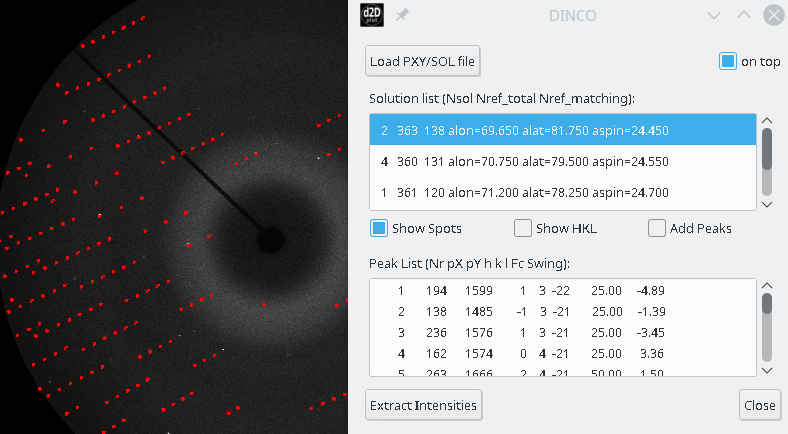 d2D
plot
DINCO
Load PXY/SOL file
on top
Solution list (Nsol Nref_total Nref_matching):
2 363 138 alon=69.650 alat=81.750 aspin=24.450
4 360 131 alon=70.750 alat=79.500 aspin=24.550
1 361 120 alon=71.200 alat=78.250 aspin=24.700
Show Spots Show HKL Add Peaks
Peak List (Nr pX pY h k l Fc Swing):
1 194 1599 1 3 -22 25.00 -4.89
2 138 1485 -1 3 -21 25.00 -1.39
3 236 1576 1 3 -21 25.00 -3.45
4 162 1574 0 4 -21 25.00 3.36
5 263 1666 2 4 -21 50.00 1.50
Extract Intensities Close